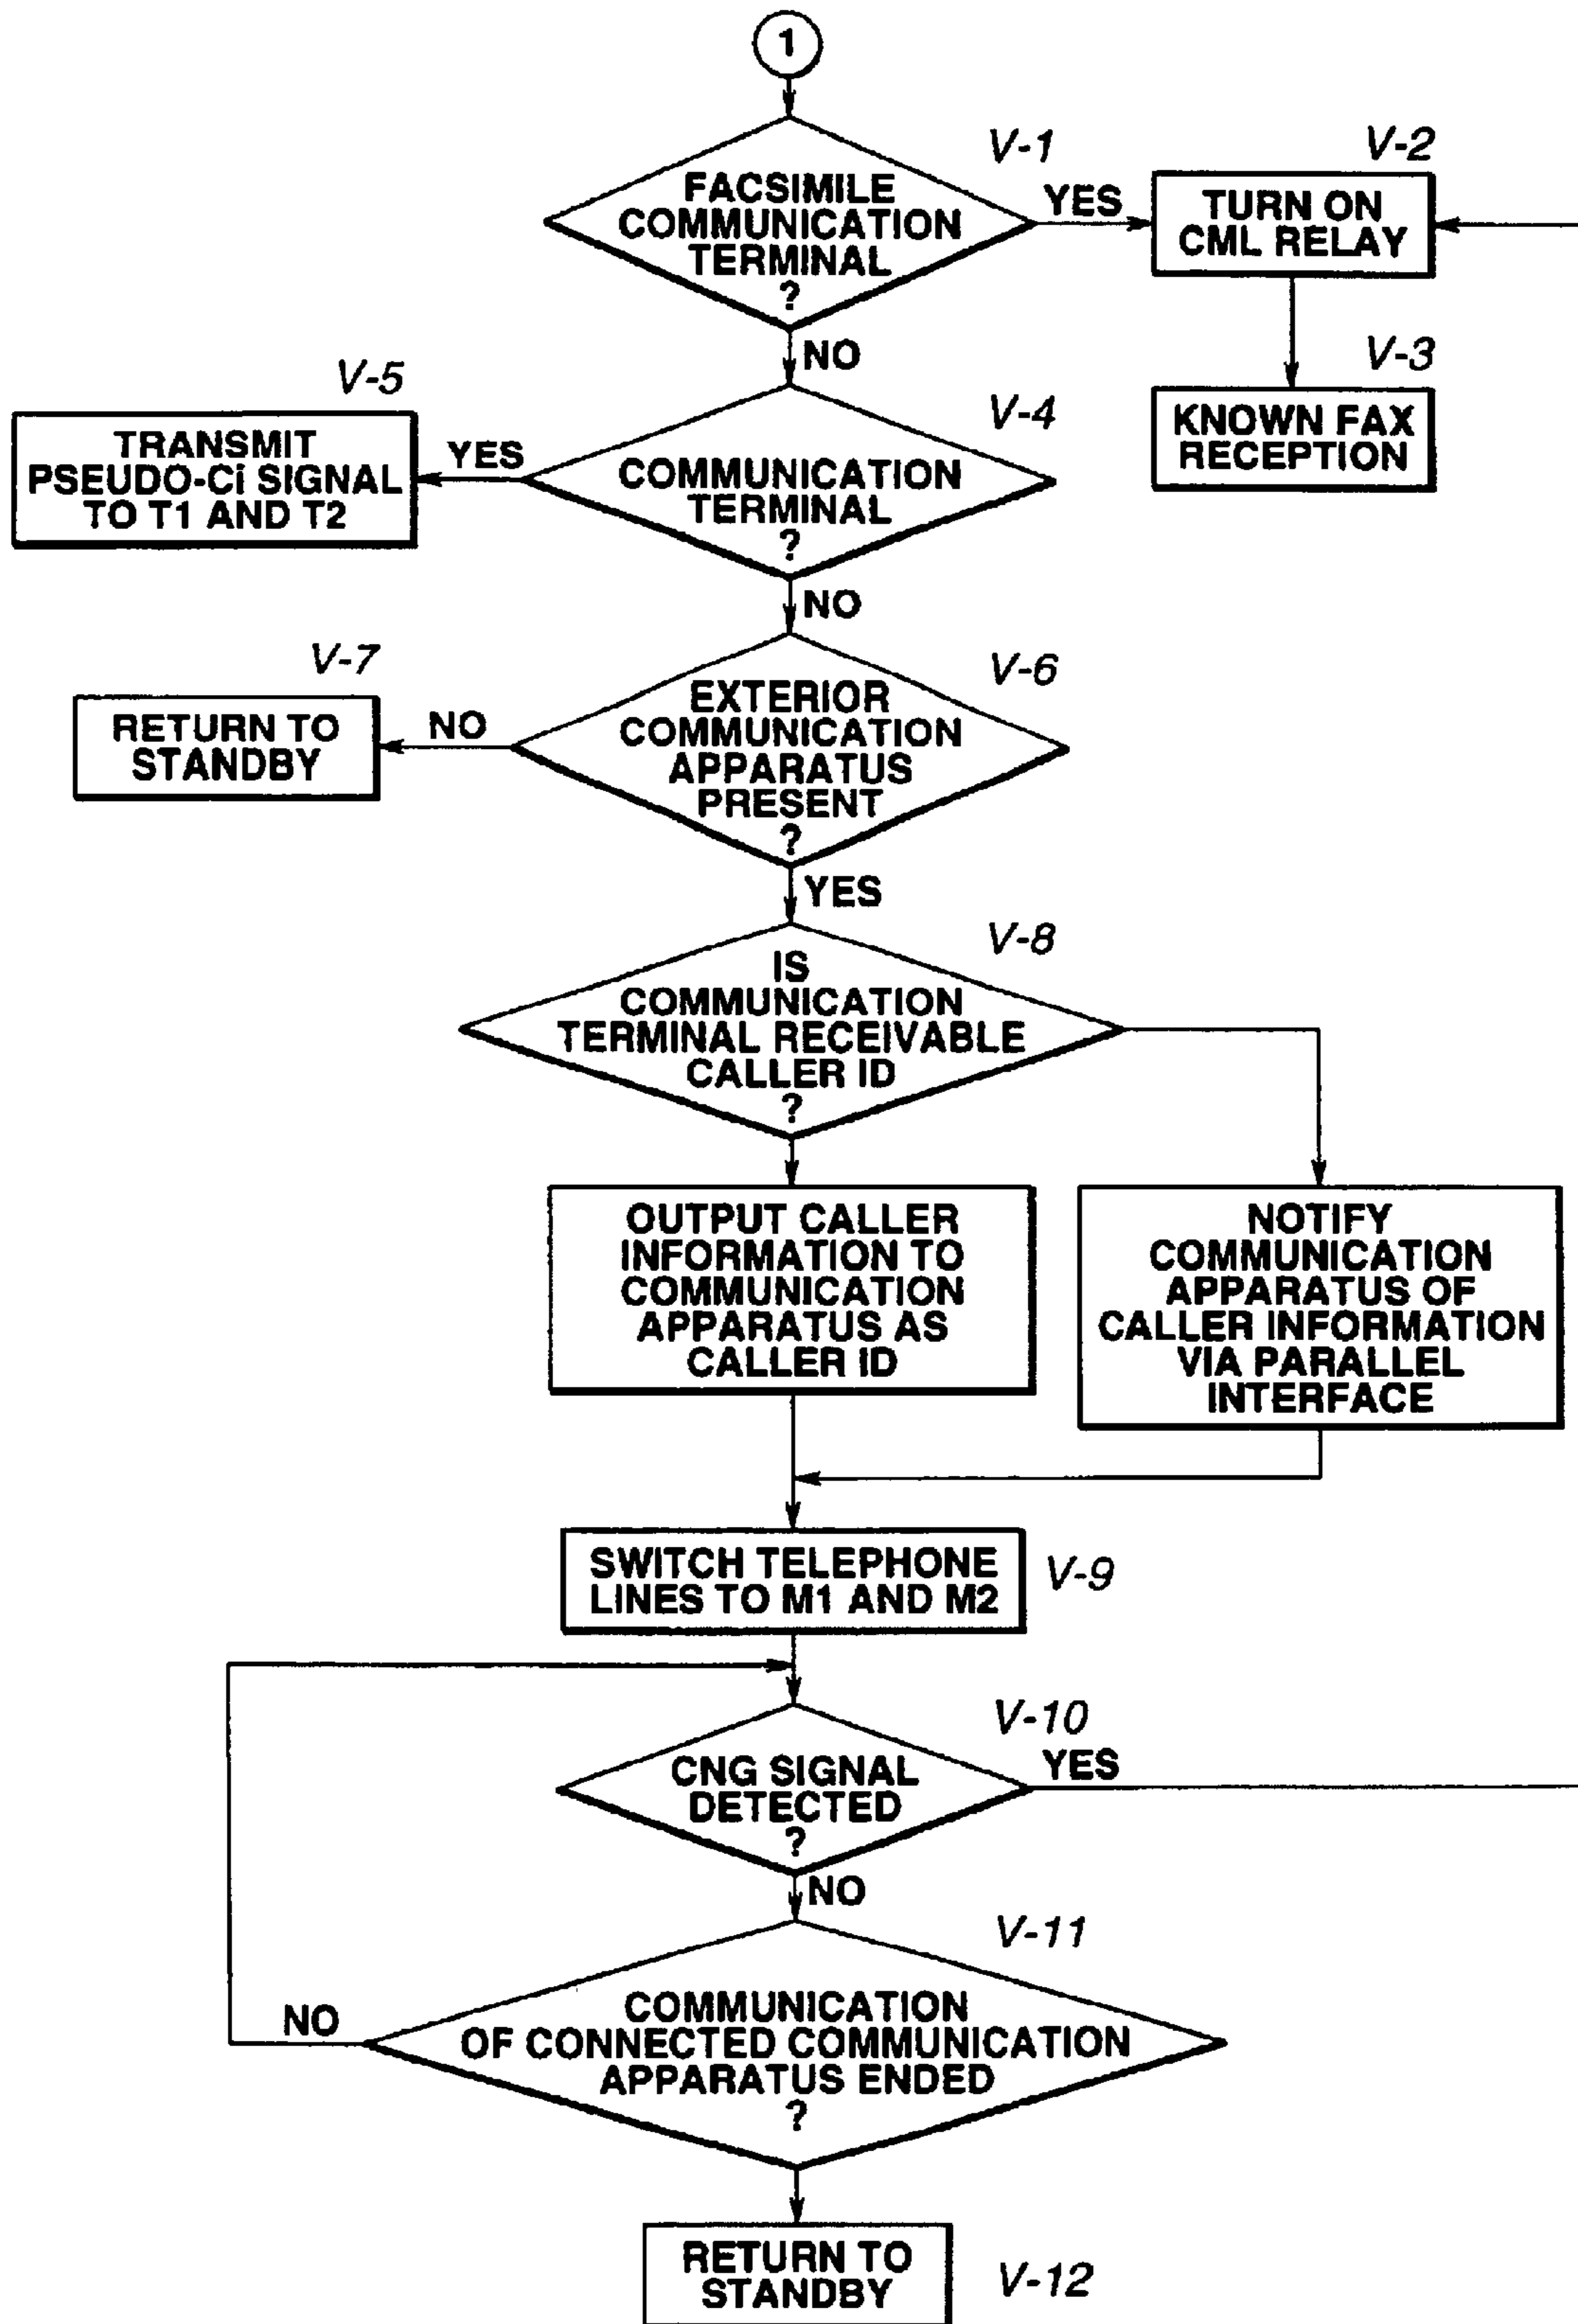 1
V-1
FACSIMILE
COMMUNICATION
TERMINAL
?
YES
V-2
TURN ON
CML RELAY
NO
V-3
KNOWN FAX
RECEPTION
V-4
COMMUNICATION
TERMINAL
?
YES
V-5
TRANSMIT
PSEUDO-Ci SIGNAL
TO T1 AND T2
NO
V-6
EXTERIOR
COMMUNICATION
APPARATUS
PRESENT
?
NO
V-7
RETURN TO
STANDBY
YES
V-8
IS
COMMUNICATION
TERMINAL RECEIVABLE
CALLER ID
?
OUTPUT CALLER
INFORMATION TO
COMMUNICATION
APPARATUS AS
CALLER ID
NOTIFY
COMMUNICATION
APPARATUS OF
CALLER INFORMATION
VIA PARALLEL
INTERFACE
SWITCH TELEPHONE
LINES TO M1 AND M2
V-9
V-10
CNG SIGNAL
DETECTED
?
YES
NO
V-11
COMMUNICATION
OF CONNECTED COMMUNICATION
APPARATUS ENDED
?
NO
RETURN TO
STANDBY
V-12